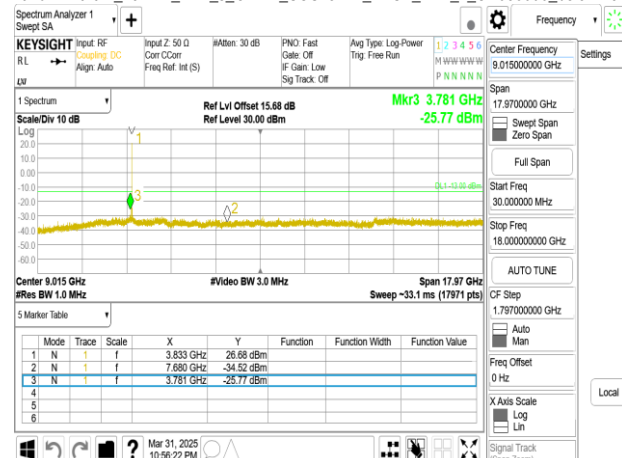 Spectrum Analyzer 1
Swept SA
Frequency
KEYSIGHT
RL
Input: RF
Coupling: DC
Align: Auto
Input Z: 50 Ω
Corr CCorr
Freq Ref: Int (S)
#Atten: 30 dB
PNO: Fast
Gate: Off
IF Gain: Low
Sig Track: Off
Avg Type: Log-Power
Trig: Free Run
1 2 3 4 5 6
M W W W W W
P N N N N N
LXI
1 Spectrum
Scale/Div 10 dB
Ref Lvl Offset 15.68 dB
Ref Level 30.00 dBm
Mkr3 3.781 GHz
-25.77 dBm
Log
20.0
10.0
0.00
-10.0
-20.0
-30.0
-40.0
-50.0
-60.0
1
2
3
DL1 -13.00 dBm
Center 9.015 GHz
#Res BW 1.0 MHz
#Video BW 3.0 MHz
Span 17.97 GHz
Sweep ~33.1 ms (17971 pts)
5 Marker Table
Mode Trace Scale X Y Function Function Width Function Value
1 N 1 f 3.833 GHz 26.68 dBm
2 N 1 f 7.680 GHz -34.52 dBm
3 N 1 f 3.781 GHz -25.77 dBm
4
5
6
Mar 31, 2025
10:56:22 PM
Center Frequency
9.015000000 GHz
Span
17.9700000 GHz
Swept Span
Zero Span
Full Span
Start Freq
30.000000 MHz
Stop Freq
18.000000000 GHz
AUTO TUNE
CF Step
1.797000000 GHz
Auto
Man
Freq Offset
0 Hz
X Axis Scale
Log
Lin
Signal Track
Settings
Local